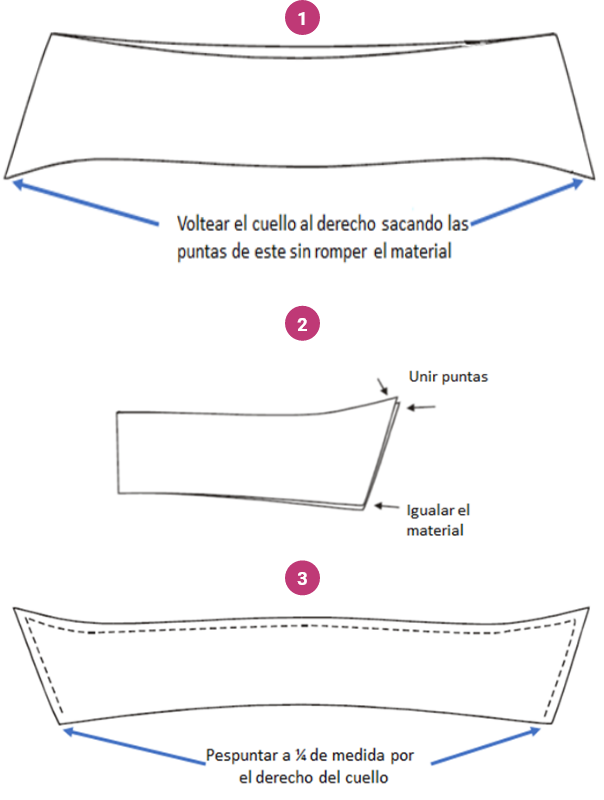 1
Voltear el cuello al derecho sacando las
puntas de este sin romper el material
2
Unir puntas
Igualar el
material
3
Pespuntar a ¼ de medida por
el derecho del cuello